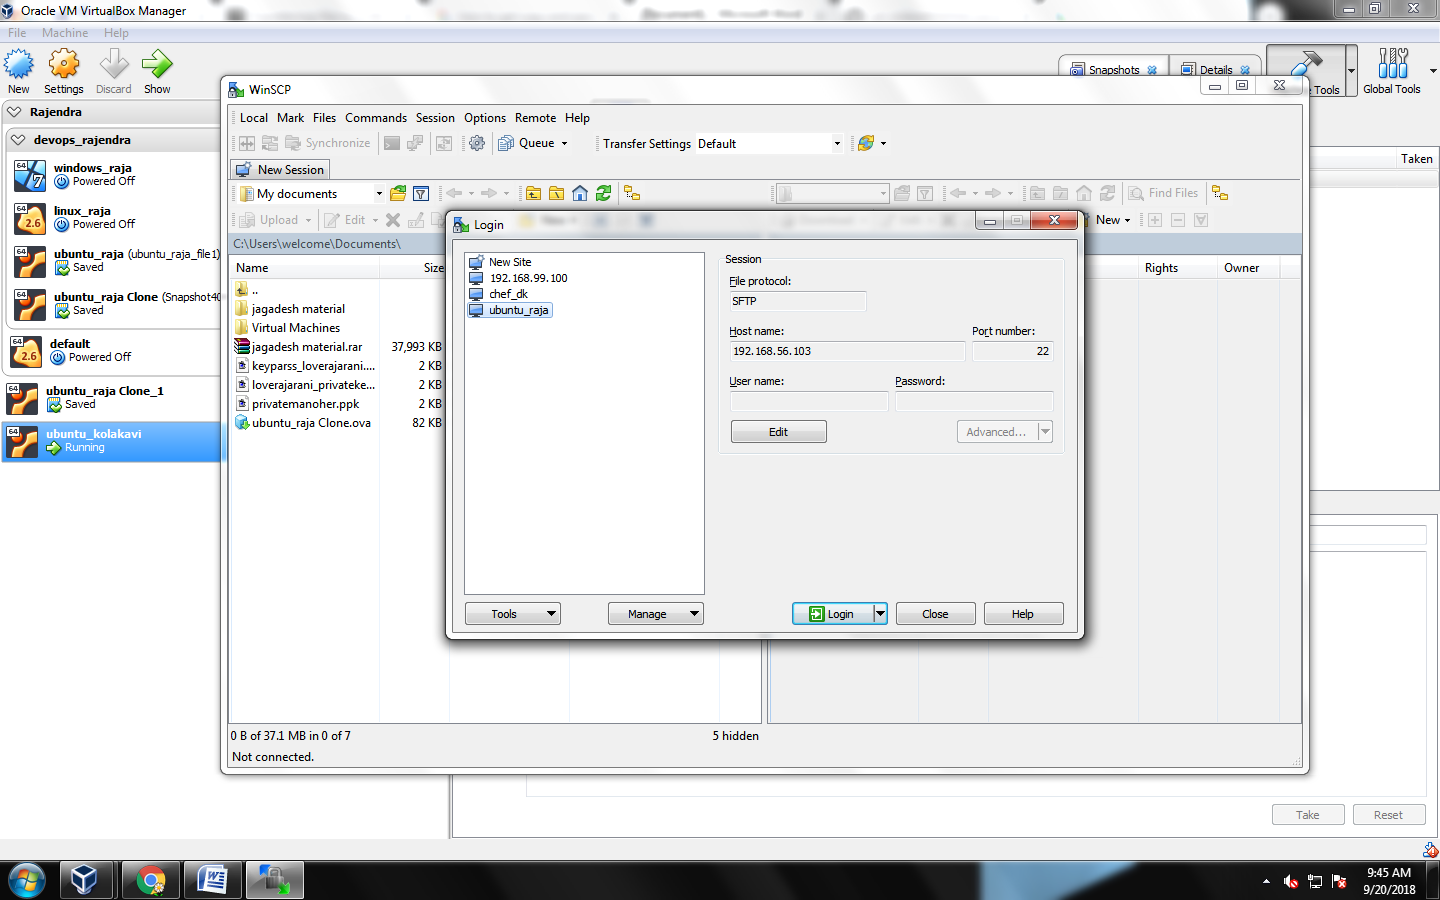 Oracle VM VirtualBox Manager
File Machine Help
New Settings Discard Show
Snapshots Details Tools Global Tools
Rajendra
devops_rajendra
windows_raja
Powered Off
linux_raja
Powered Off
ubuntu_raja (ubuntu_raja_file1)
Saved
ubuntu_raja Clone (Snapshot40
Saved
default
Powered Off
ubuntu_raja Clone_1
Saved
ubuntu_kolakavi
Running
Taken
WinSCP
Local Mark Files Commands Session Options Remote Help
Synchronize Queue Transfer Settings Default
New Session
My documents Find Files
Upload Edit New
C:\Users\welcome\Documents\
Name Size Rights Owner
..
jagadesh material
Virtual Machines
jagadesh material.rar 37,993 KB
keyparss_loverajarani.... 2 KB
loverajarani_privateke... 2 KB
privatemanoher.ppk 2 KB
ubuntu_raja Clone.ova 82 KB
0 B of 37.1 MB in 0 of 7 5 hidden
Not connected.
Login
New Site
192.168.99.100
chef_dk
ubuntu_raja
Session
File protocol:
SFTP
Host name: Port number:
192.168.56.103 22
User name: Password:
Edit Advanced...
Tools Manage Login Close Help
Take Reset
9:45 AM
9/20/2018